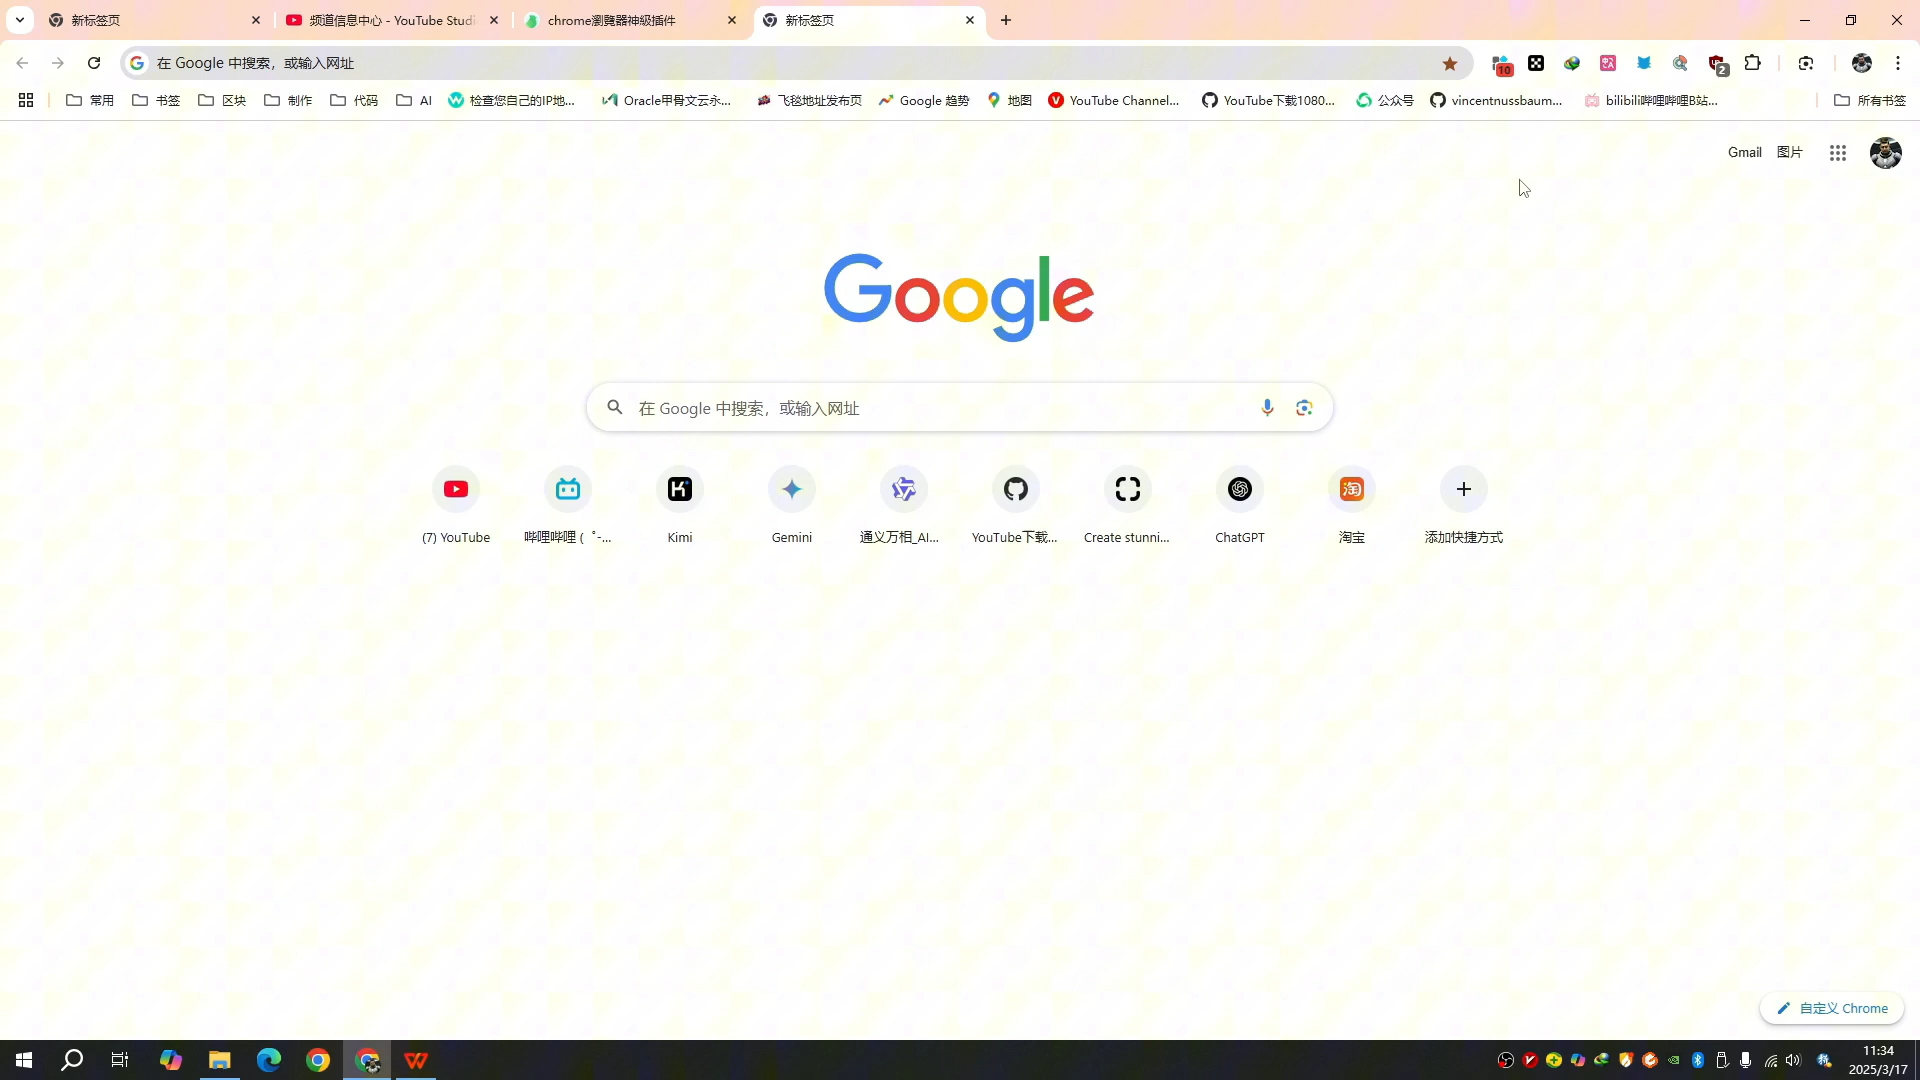 新标签页
频道信息中心 - YouTube Studi
chrome瀏覽器神級插件
新标签页
在 Google 中搜索，或输入网址
10
2
常用
书签
区块
制作
代码
AI
检查您自己的IP地...
Oracle甲骨文云永...
飞毯地址发布页
Google 趋势
地图
YouTube Channel...
YouTube下载1080...
公众号
vincentnussbaum...
bilibili哔哩哔哩B站...
所有书签
Gmail
图片
Google
在 Google 中搜索，或输入网址
(7) YouTube
哔哩哔哩 ( ゜-...
Kimi
Gemini
通义万相_AI...
YouTube下载...
Create stunni...
ChatGPT
淘
淘宝
添加快捷方式
自定义 Chrome
11:34
2025/3/17